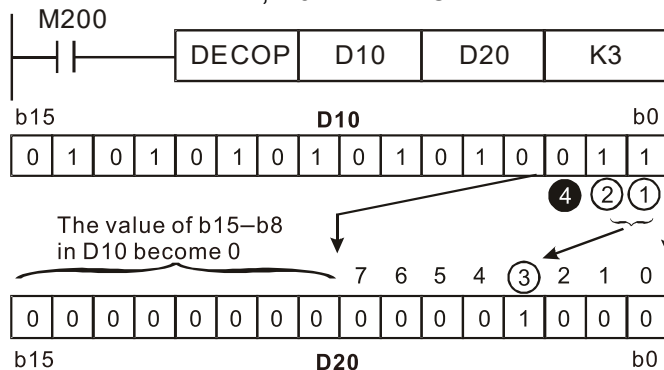 M200
DECOP D10 D20 K3
b15 D10 b0
0 1 0 1 0 1 0 1 0 1 0 1 0 0 1 1
4 2 1
The value of b15–b8
in D10 become 0
7 6 5 4 3 2 1 0
0 0 0 0 0 0 0 0 0 0 0 0 1 0 0 0
b15 D20 b0